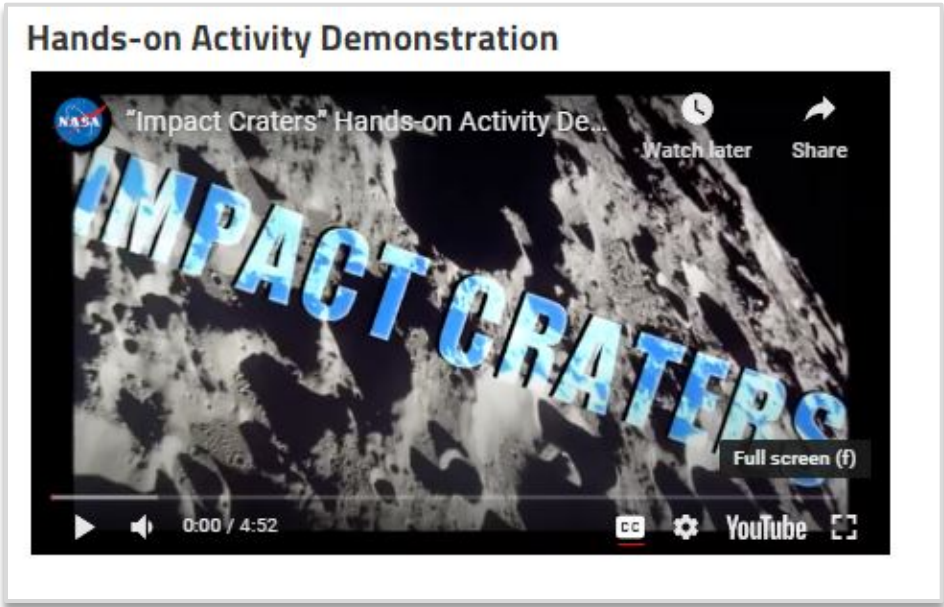 Hands-on Activity Demonstration
NASA
“Impact Craters” Hands-on Activity De...
Watch later
Share
IMPACT CRATERS
Full screen (f)
0:00 / 4:52
CC
YouTube